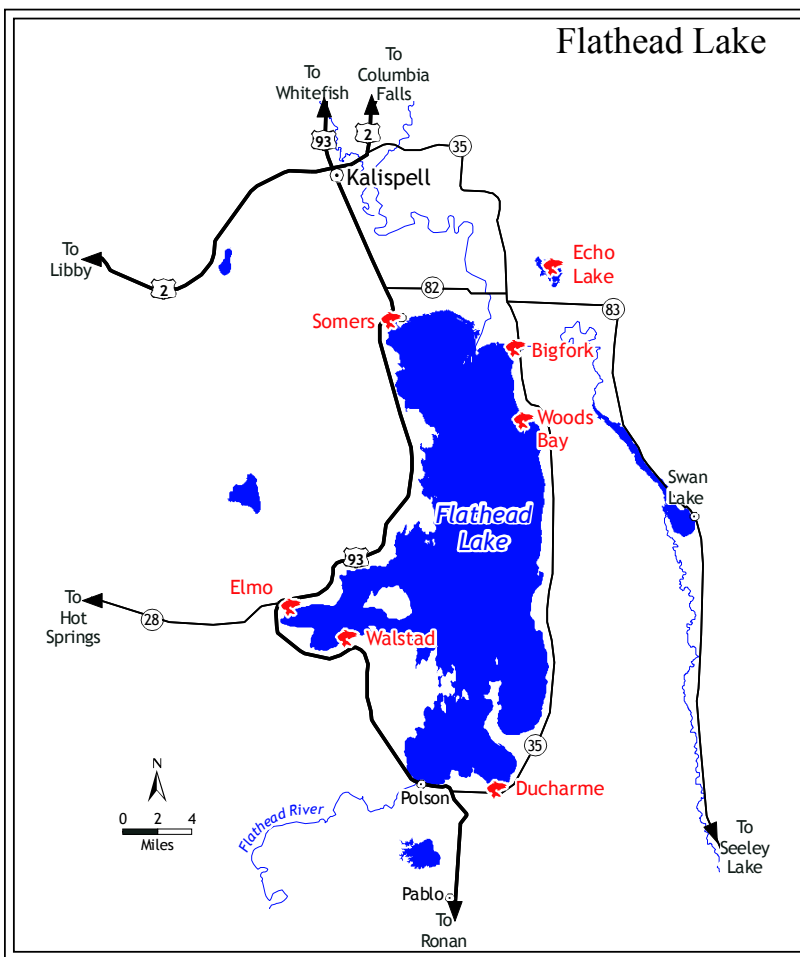 Flathead Lake
To
Whitefish
To
Columbia
Falls
93
2
35
Kalispell
To
Libby
2
Echo
Lake
82
83
Somers
Bigfork
Woods
Bay
Swan
Lake
Flathead
Lake
93
Elmo
To
Hot
Springs
28
Walstad
35
N
Ducharme
Polson
0 2 4
Miles
Flathead River
To
Seeley
Lake
Pablo
To
Ronan